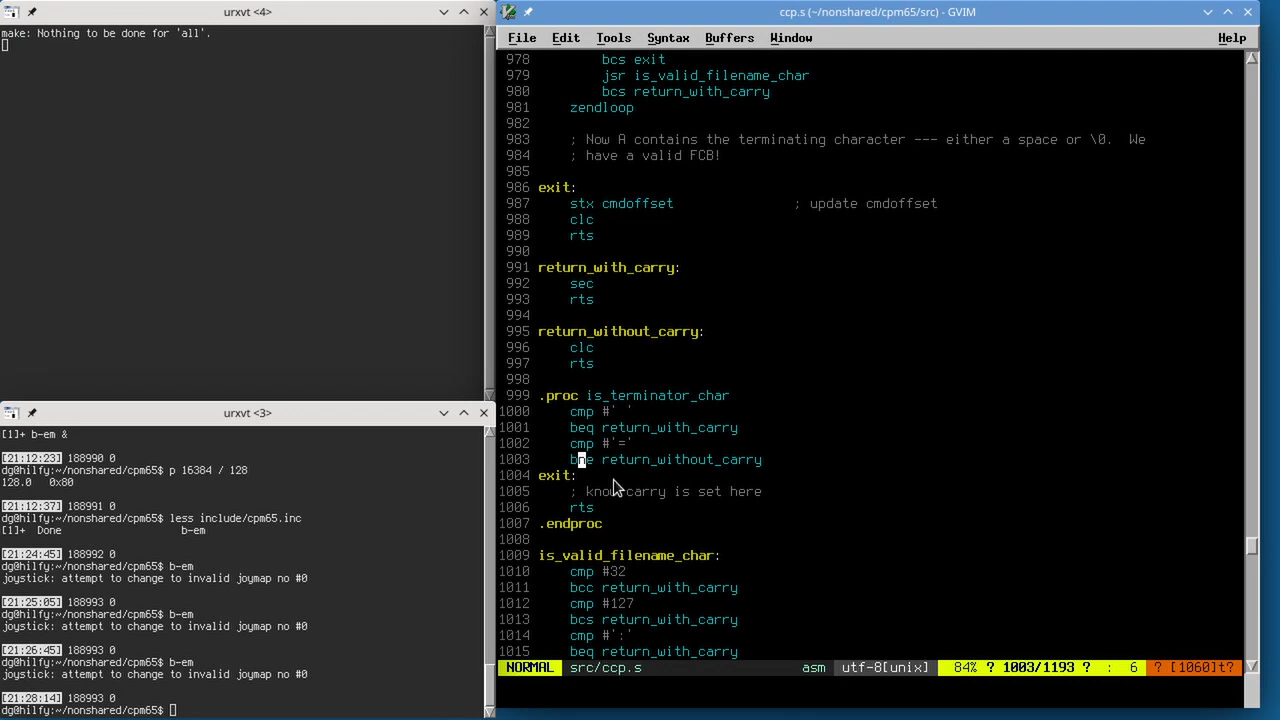 urxvt <4>
make: Nothing to be done for 'all'.
urxvt <3>
[1]+ b-em &
[21:12:23] 188990 0
dg@hilfy:~/nonshared/cpm65$ p 16384 / 128
128.0   0x80
[21:12:37] 188991 0
dg@hilfy:~/nonshared/cpm65$ less include/cpm65.inc
[1]+  Done                    b-em
[21:24:45] 188992 0
dg@hilfy:~/nonshared/cpm65$ b-em
joystick: attempt to change to invalid joymap no #0
[21:25:05] 188993 0
dg@hilfy:~/nonshared/cpm65$ b-em
joystick: attempt to change to invalid joymap no #0
[21:26:45] 188993 0
dg@hilfy:~/nonshared/cpm65$ b-em
joystick: attempt to change to invalid joymap no #0
[21:28:14] 188993 0
dg@hilfy:~/nonshared/cpm65$
ccp.s (~/nonshared/cpm65/src) - GVIM
File Edit Tools Syntax Buffers Window Help
978         bcs exit
979         jsr is_valid_filename_char
980         bcs return_with_carry
981     zendloop
982
983     ; Now A contains the terminating character --- either a space or \0.  We
984     ; have a valid FCB!
985
986 exit:
987     stx cmdoffset               ; update cmdoffset
988     clc
989     rts
990
991 return_with_carry:
992     sec
993     rts
994
995 return_without_carry:
996     clc
997     rts
998
999 .proc is_terminator_char
1000     cmp #' '
1001     beq return_with_carry
1002     cmp #'='
1003     bne return_without_carry
1004 exit:
1005     ; know carry is set here
1006     rts
1007 .endproc
1009 is_valid_filename_char:
1010     cmp #32
1011     bcc return_with_carry
1012     cmp #127
1013     bcs return_with_carry
1014     cmp #':'
1015     beq return_with_carry
NORMAL src/ccp.s asm utf-8[unix] 84% ? 1003/1193 ? :  6 ? [1060]t?